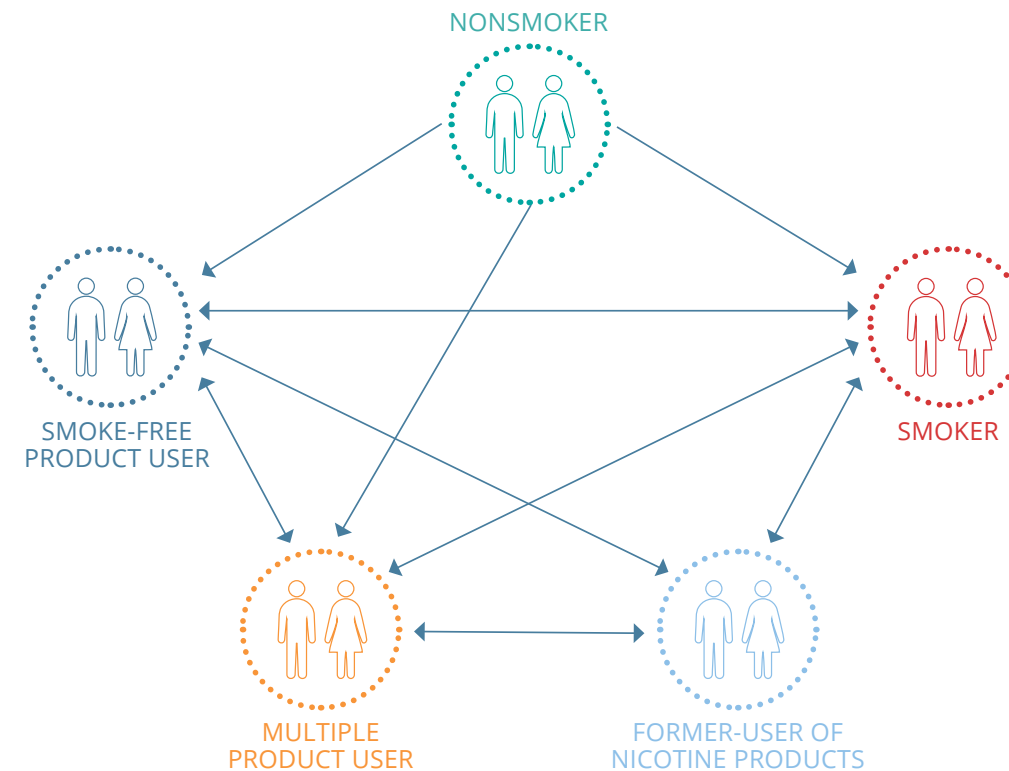 NONSMOKER
SMOKE-FREE
PRODUCT USER
SMOKER
MULTIPLE
PRODUCT USER
FORMER-USER OF
NICOTINE PRODUCTS